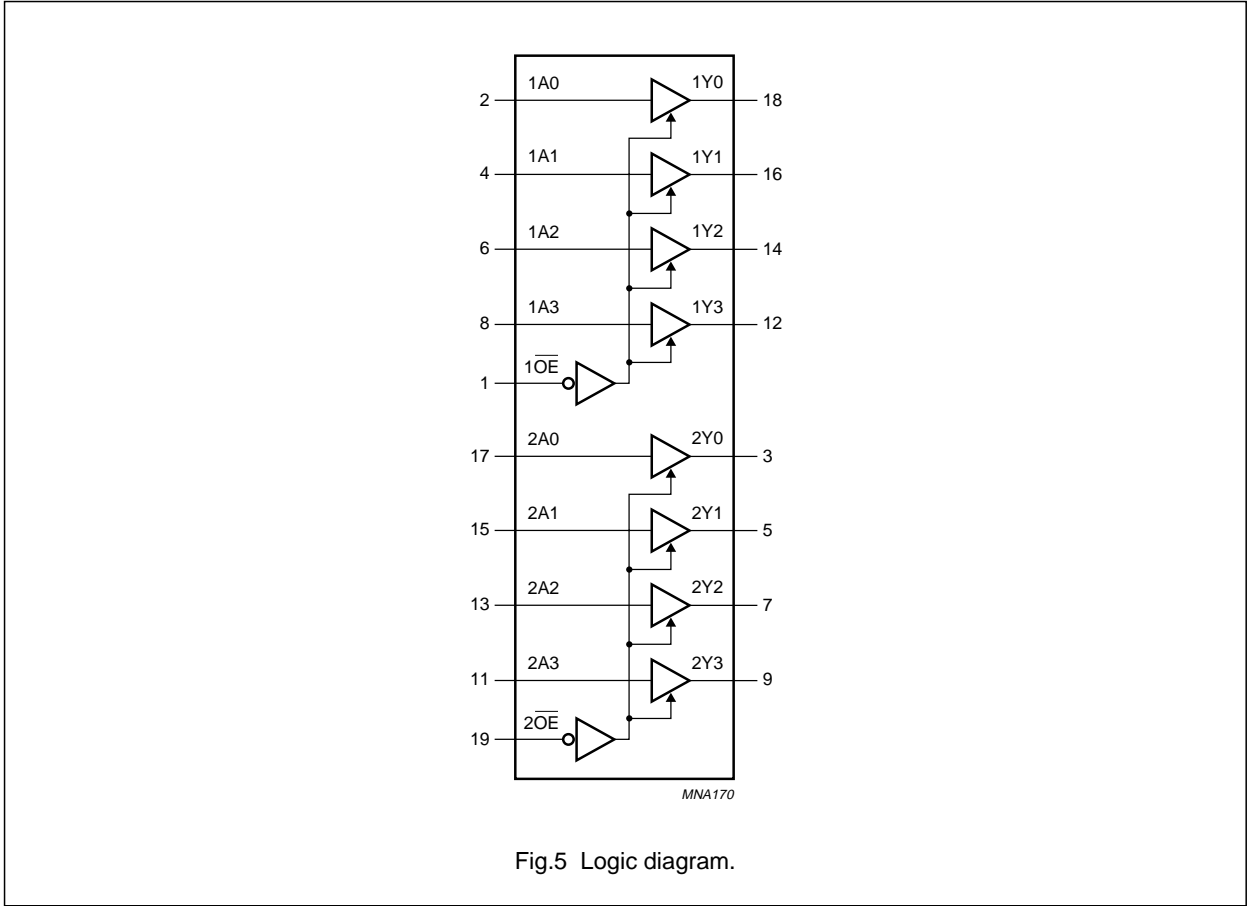 1A0 1Y0
2 18
1A1 1Y1
4 16
1A2 1Y2
6 14
1A3 1Y3
8 12
1O̅E̅
1
2A0 2Y0
17 3
2A1 2Y1
15 5
2A2 2Y2
13 7
2A3 2Y3
11 9
2O̅E̅
19
MNA170
Fig.5 Logic diagram.